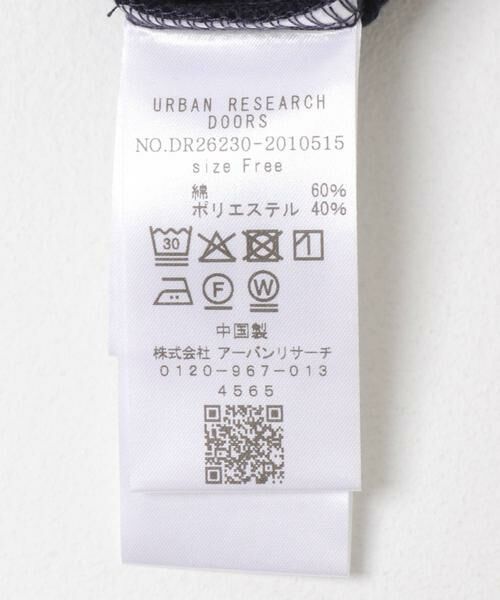 URBAN RESEARCH
DOORS
NO.DR26230-2010515
size Free
綿 60%
ポリエステル 40%
30
F W
中国製
株式会社 アーバンリサーチ
0120-967-013
4565